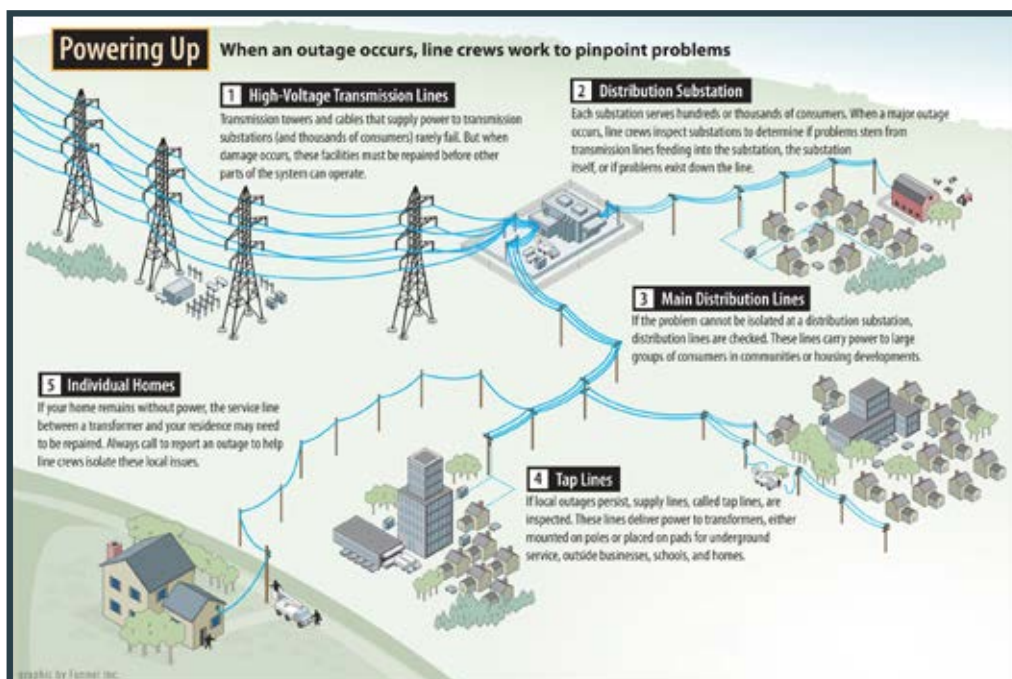 Powering Up When an outage occurs, line crews work to pinpoint problems
1 High-Voltage Transmission Lines
Transmission towers and cables that supply power to transmission
substations (and thousands of consumers) rarely fail. But when
damage occurs, these facilities must be repaired before other
parts of the system can operate.
2 Distribution Substation
Each substation serves hundreds or thousands of consumers. When a major outage
occurs, line crews inspect substations to determine if problems stem from
transmission lines feeding into the substation, the substation
itself, or if problems exist down the line.
3 Main Distribution Lines
If the problem cannot be isolated at a distribution substation,
distribution lines are checked. These lines carry power to large
groups of consumers in communities or housing developments.
4 Tap Lines
If local outages persist, supply lines, called tap lines, are
inspected. These lines deliver power to transformers, either
mounted on poles or placed on pads for underground
service, outside businesses, schools, and homes.
5 Individual Homes
If your home remains without power, the service line
between a transformer and your residence may need
to be repaired. Always call to report an outage to help
line crews isolate these local issues.
graphic by Funnel Inc.